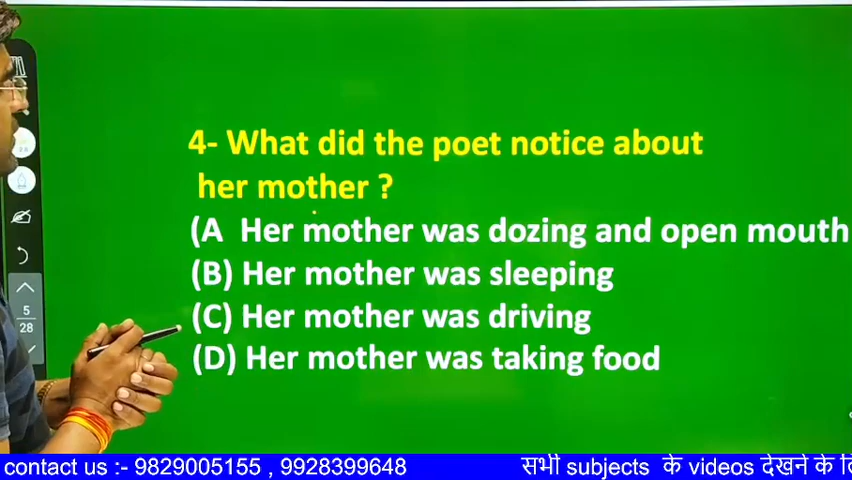 4- What did the poet notice about
her mother ?
(A Her mother was dozing and open mouth
(B) Her mother was sleeping
(C) Her mother was driving
(D) Her mother was taking food
5
28
contact us :- 9829005155 , 9928399648 सभी subjects के videos देखने के